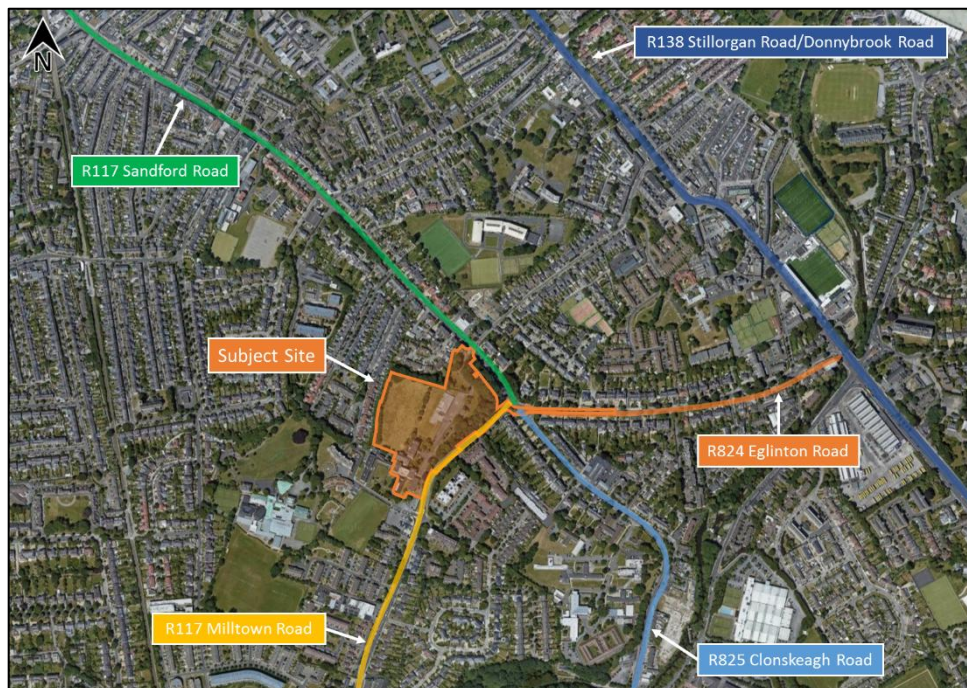 N
R138 Stillorgan Road/Donnybrook Road
R117 Sandford Road
Subject Site
R824 Eglinton Road
R117 Milltown Road
R825 Clonskeagh Road